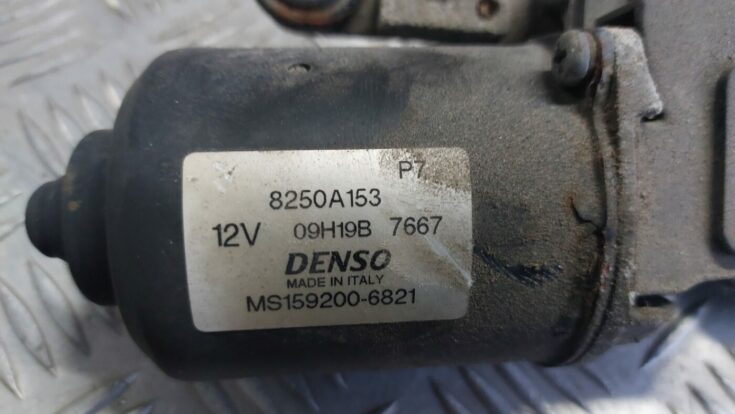 P7
8250A153
12V 09H19B 7667
DENSO
MADE IN ITALY
MS159200-6821